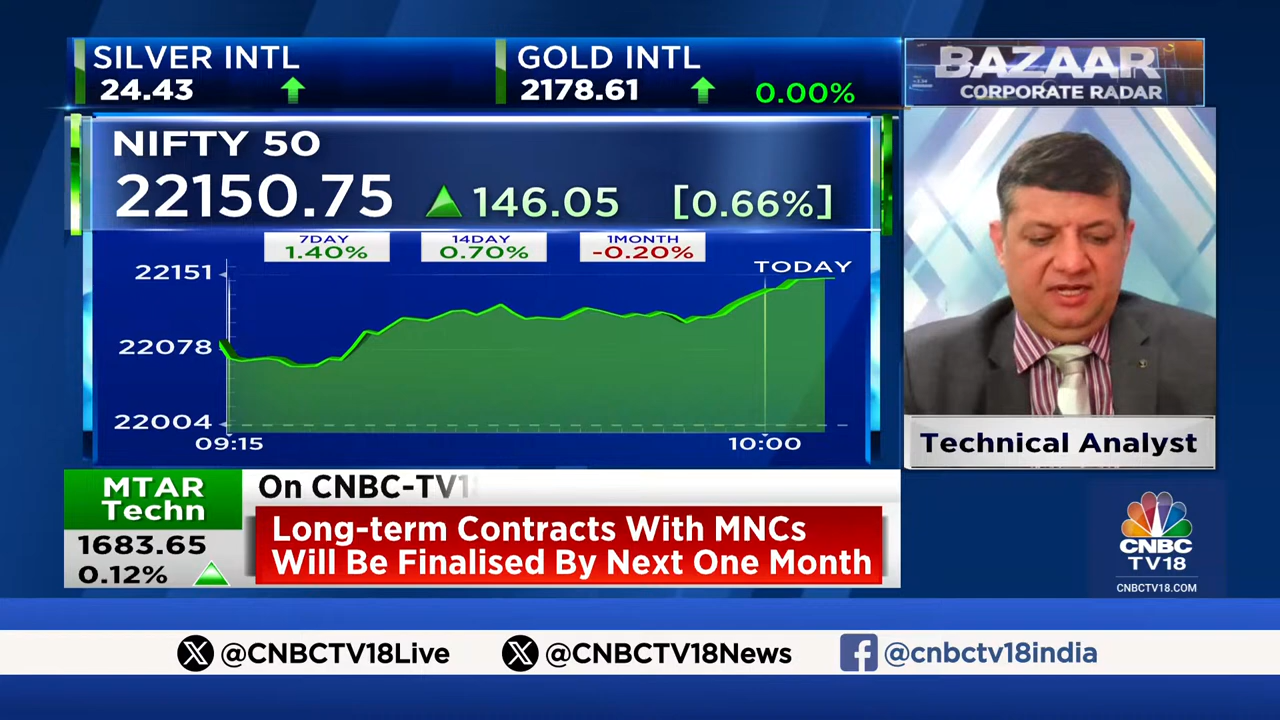 SILVER INTL
24.43
GOLD INTL
2178.61 0.00%
BAZAAR
CORPORATE RADAR
NIFTY 50
22150.75 146.05 [0.66%]
7DAY
1.40%
14DAY
0.70%
1MONTH
-0.20%
TODAY
22151
22078
22004
09:15 10:00
Technical Analyst
MTAR
Techn
1683.65
0.12%
On CNBC-TV1
Long-term Contracts With MNCs
Will Be Finalised By Next One Month
CNBC
TV18
CNBCTV18.COM
@CNBCTV18Live @CNBCTV18News @cnbctv18india